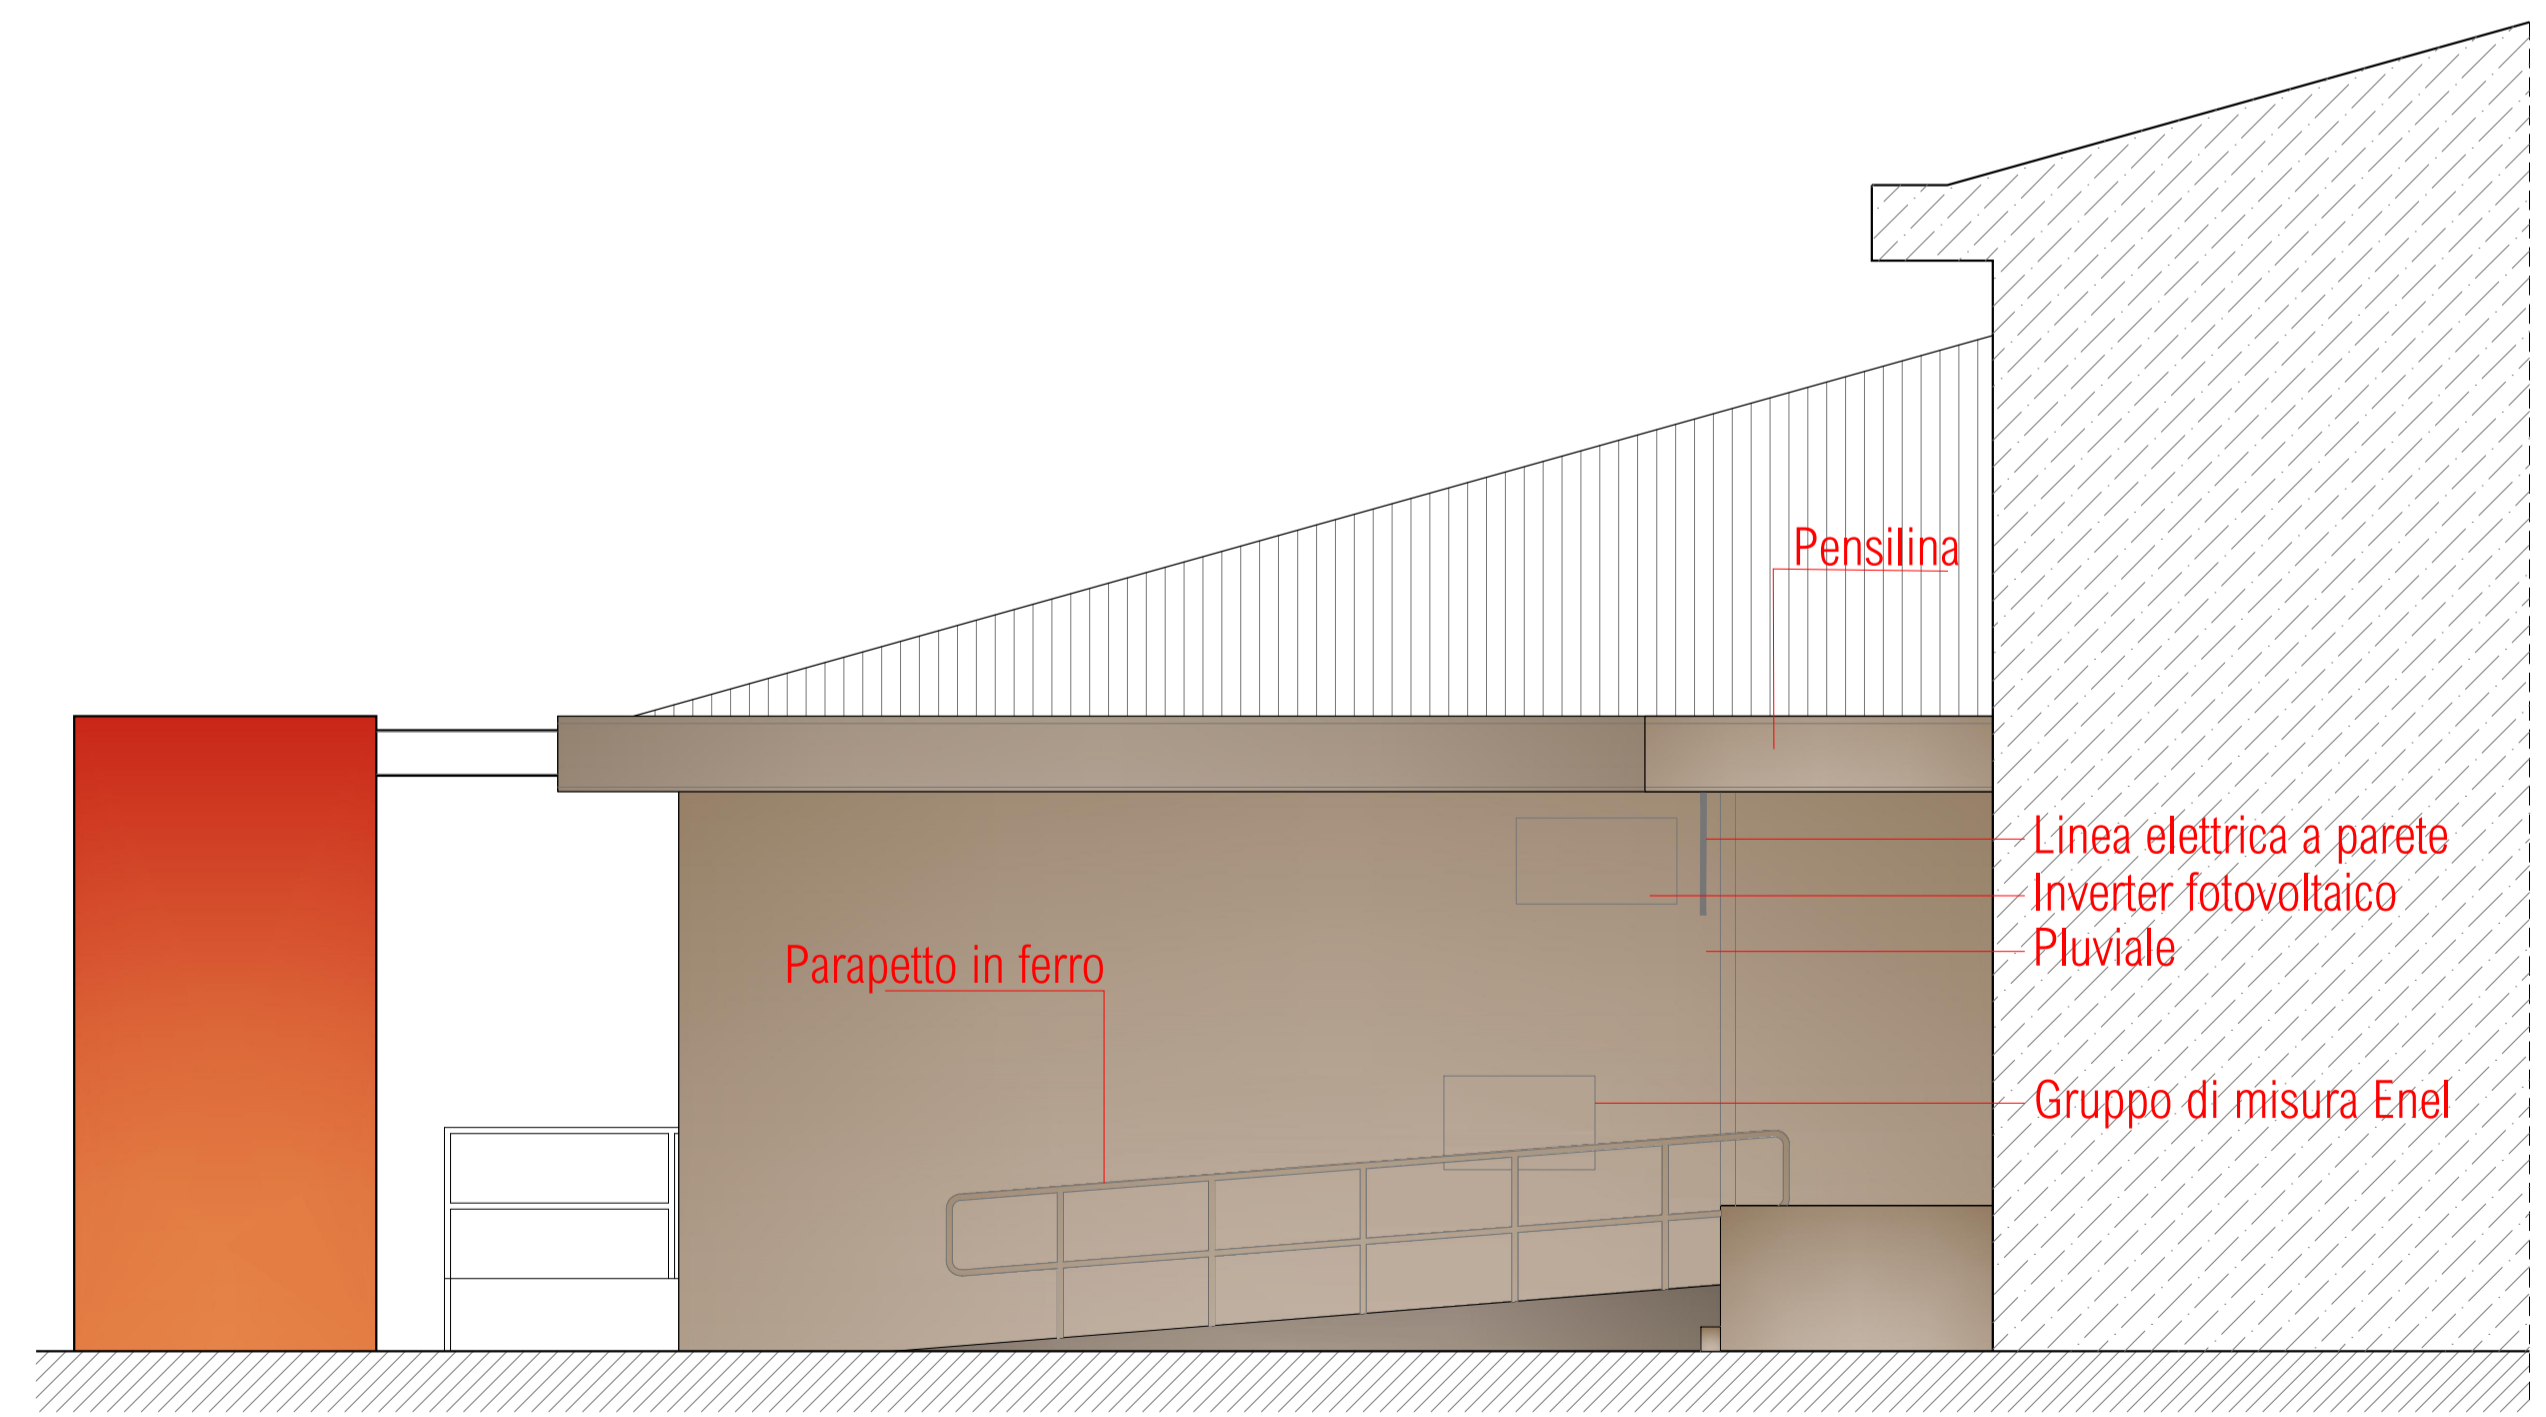 Pensilina
Linea elettrica a parete
Inverter fotovoltaico
Pluviale
Parapetto in ferro
Gruppo di misura Enel